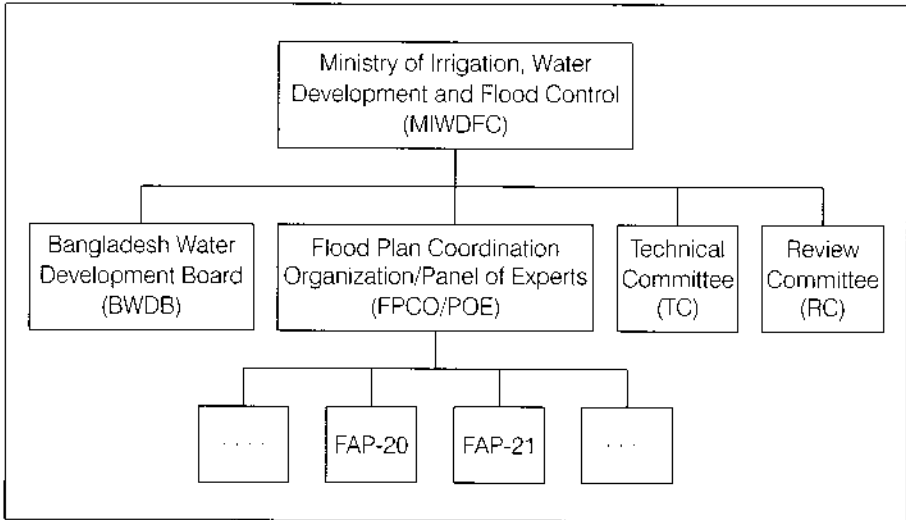 Ministry of Irrigation, Water
Development and Flood Control
(MIWDFC)
Bangladesh Water
Development Board
(BWDB)
Flood Plan Coordination
Organization/Panel of Experts
(FPCO/POE)
Technical
Committee
(TC)
Review
Committee
(RC)
. . . .
FAP-20
FAP-21
. . .